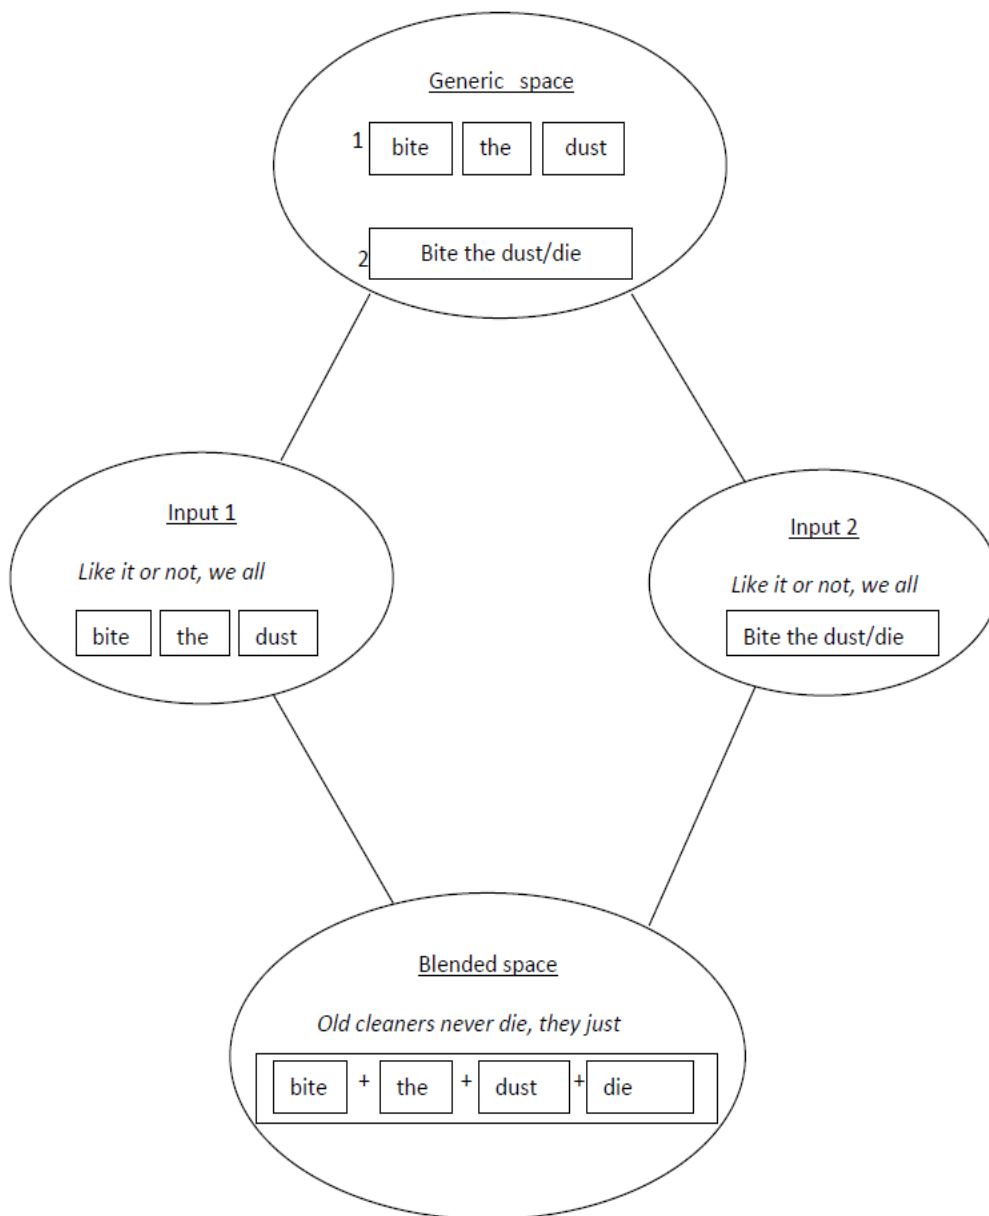 Generic space
1 bite the dust
2 Bite the dust/die
Input 1
Like it or not, we all
bite the dust
Input 2
Like it or not, we all
Bite the dust/die
Blended space
Old cleaners never die, they just
bite + the + dust + die